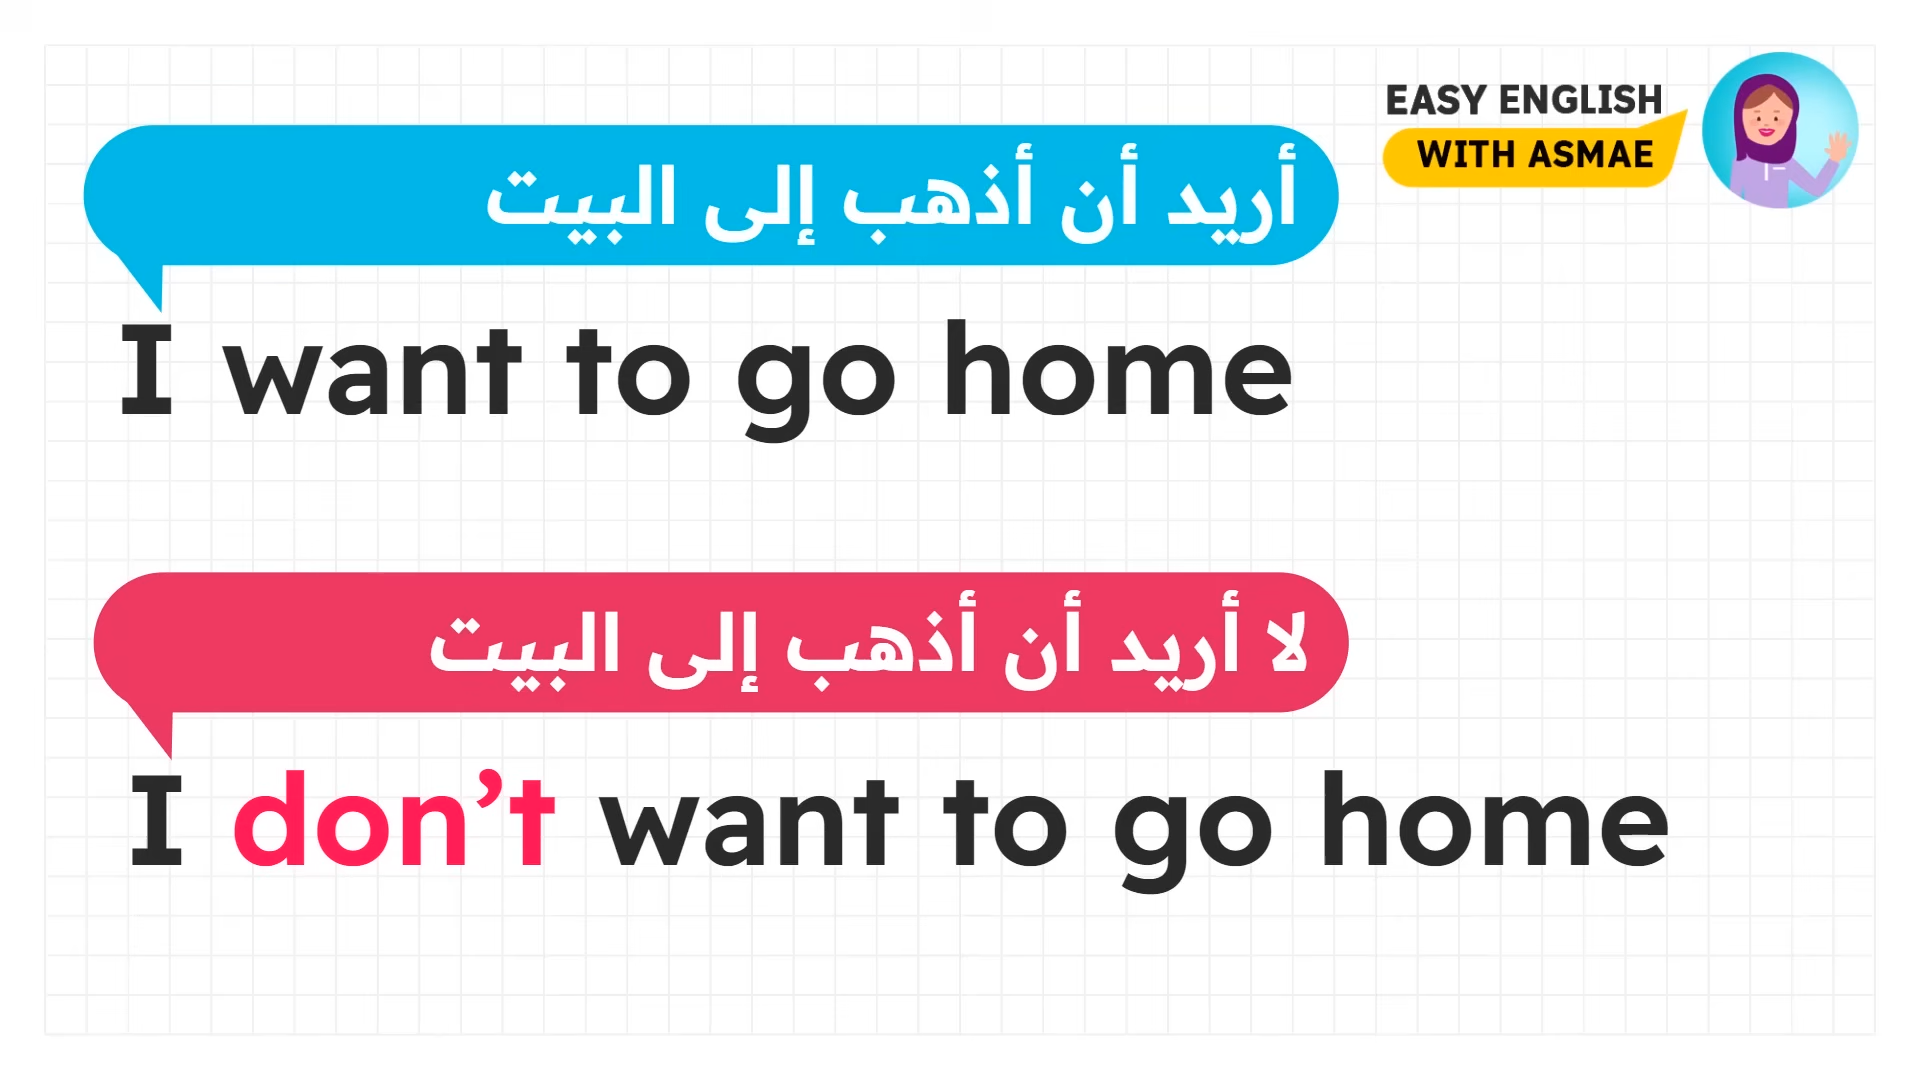 EASY ENGLISH
WITH ASMAE
أريد أن أذهب إلى البيت
I want to go home
لا أريد أن أذهب إلى البيت
I don’t want to go home